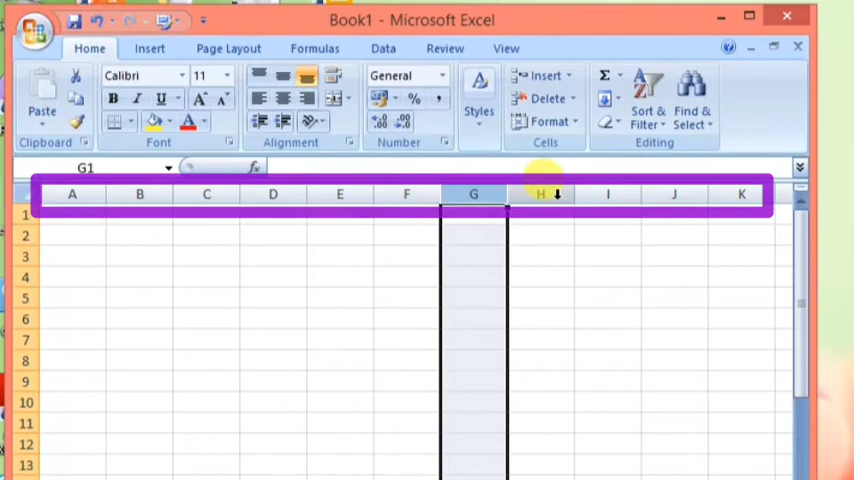 Book1 - Microsoft Excel
Home Insert Page Layout Formulas Data Review View
Calibri 11 General Insert Σ
Paste B I U A A A % , Styles Delete Sort & Find &
Format Filter Select
Clipboard Font Alignment Number Cells Editing
G1 fx
A B C D E F G H I J K
1
2
3
4
5
6
7
8
9
10
11
12
13